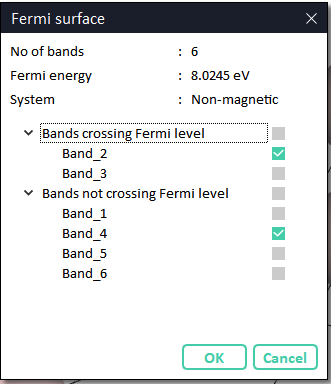 Fermi surface
No of bands : 6
Fermi energy : 8.0245 eV
System : Non-magnetic
Bands crossing Fermi level
Band_2
Band_3
Bands not crossing Fermi level
Band_1
Band_4
Band_5
Band_6
OK Cancel